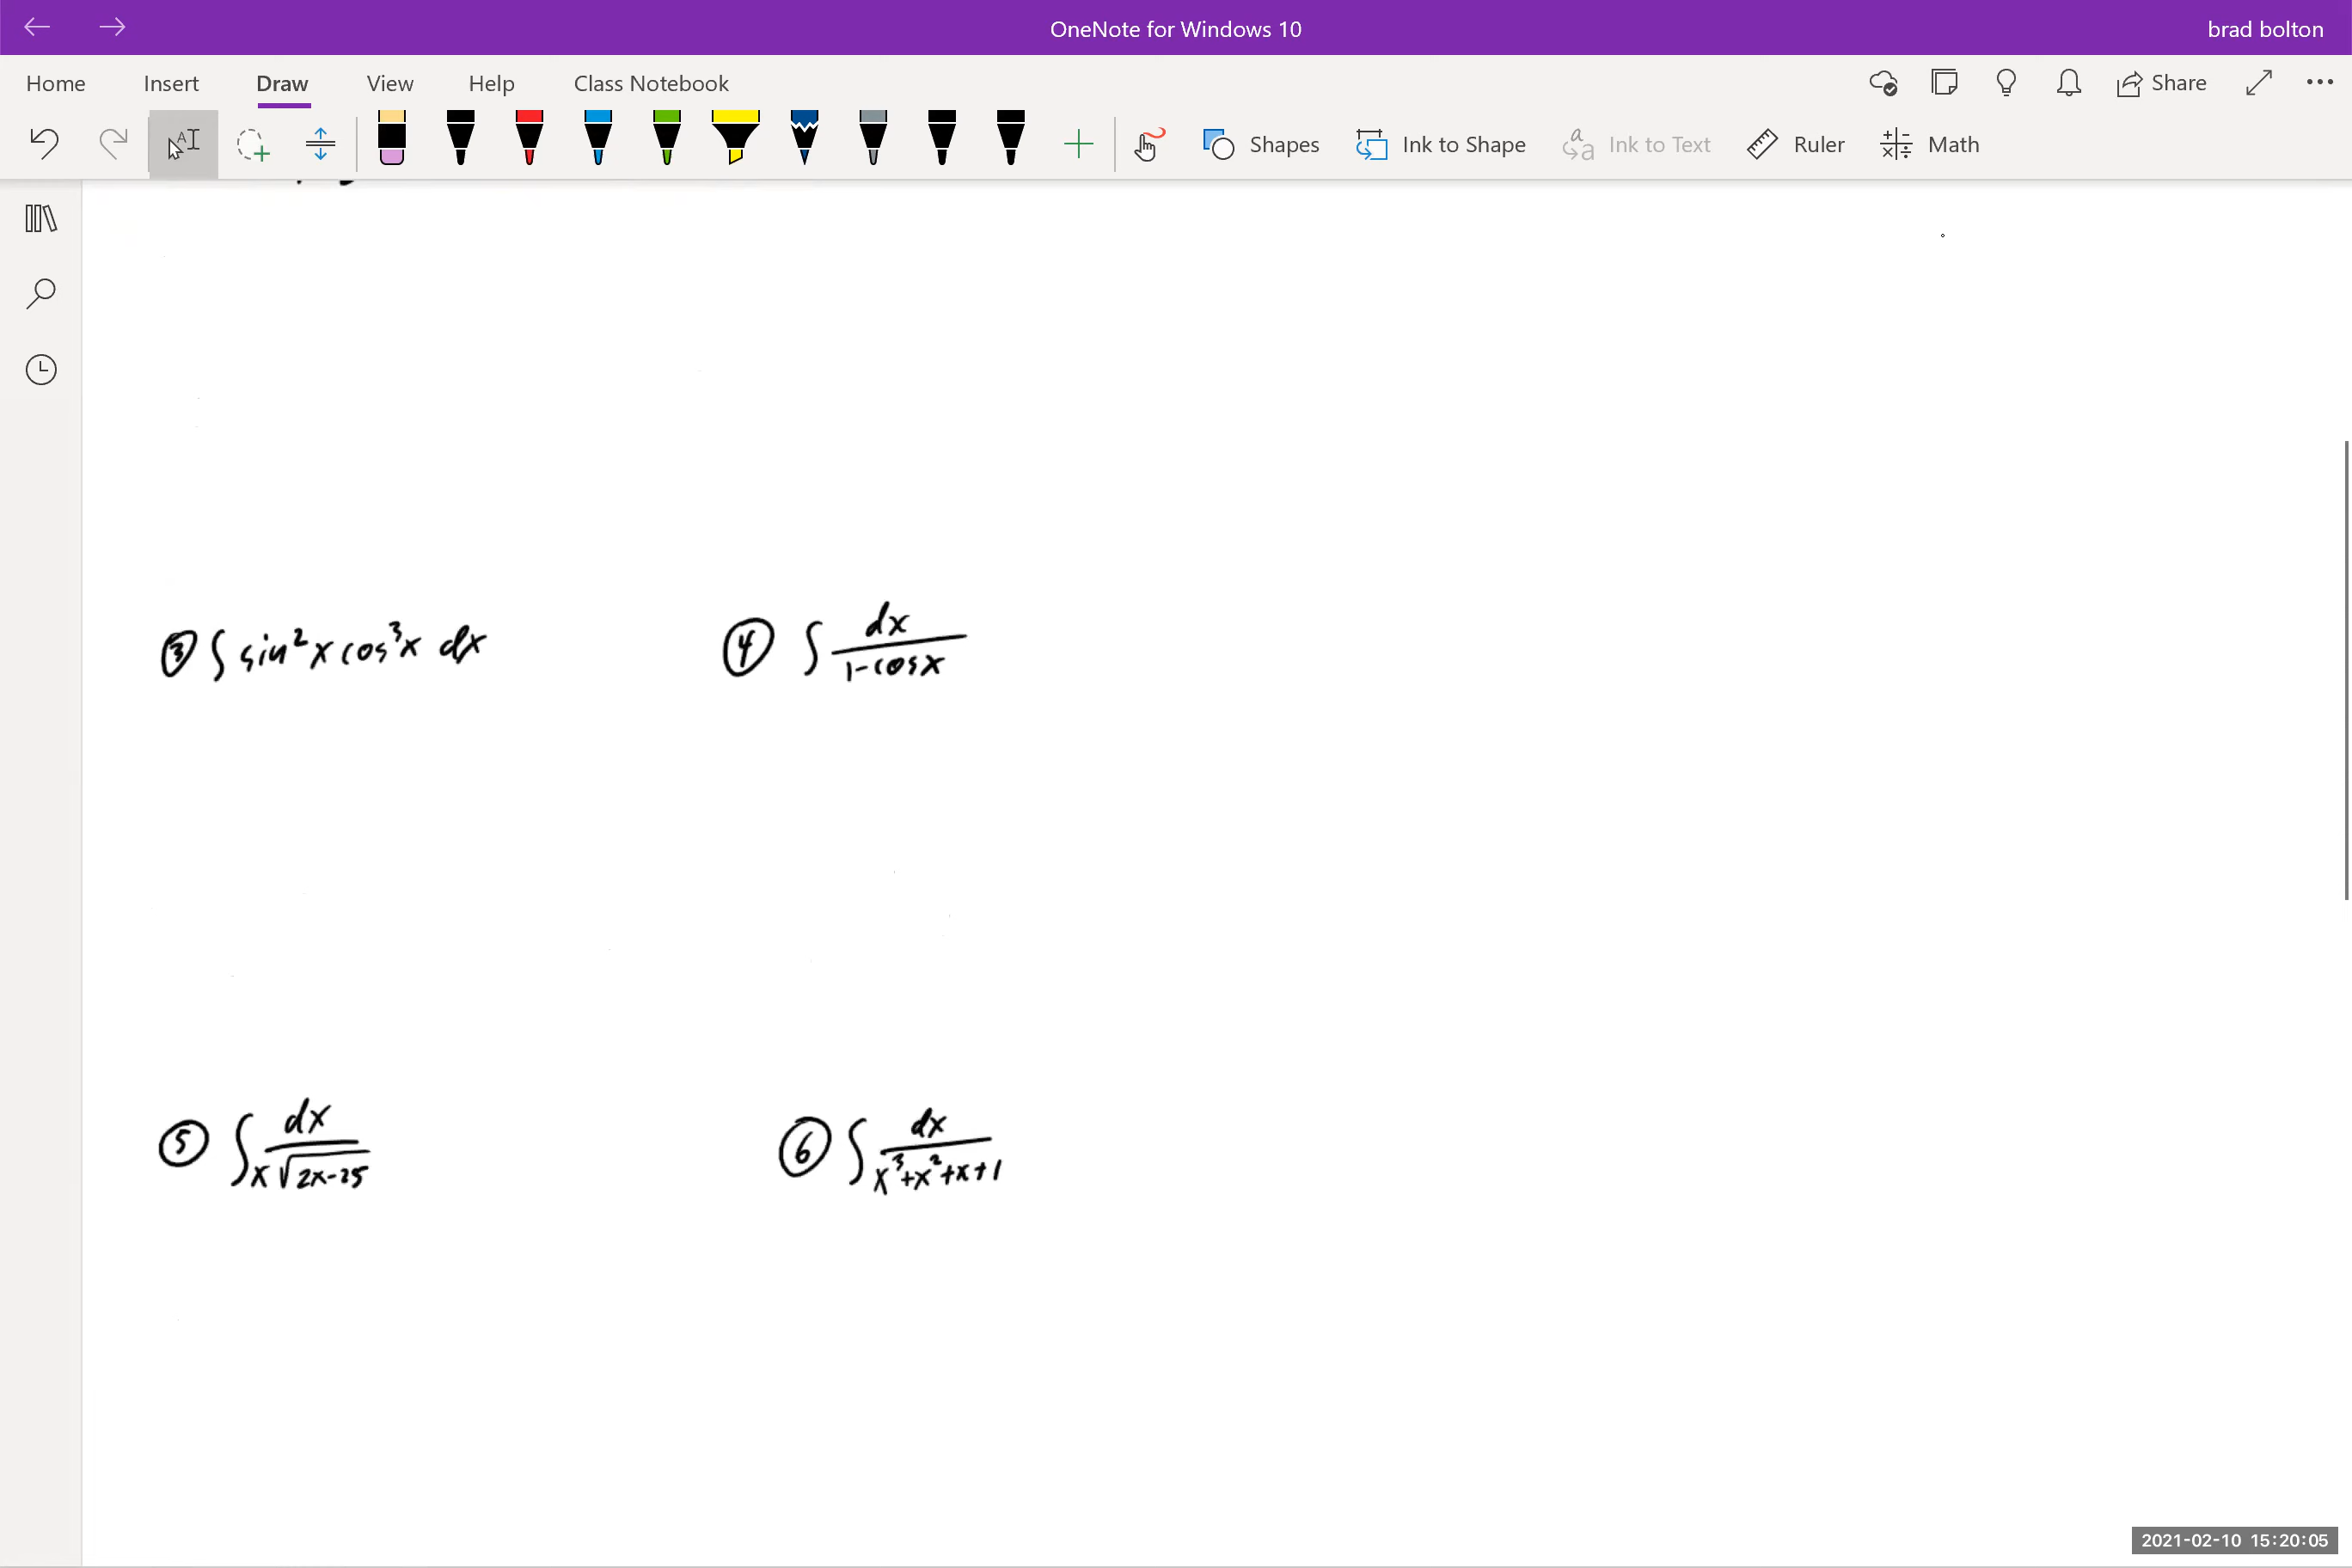 OneNote for Windows 10
brad bolton
Home Insert Draw View Help Class Notebook
Share
Shapes Ink to Shape Ink to Text Ruler Math
③ ∫ sin²x cos³x dx
④ ∫ dx / (1-cosx)
⑤ ∫ dx / (x √(2x-25))
⑥ ∫ dx / (x³+x²+x+1)
2021-02-10 15:20:05